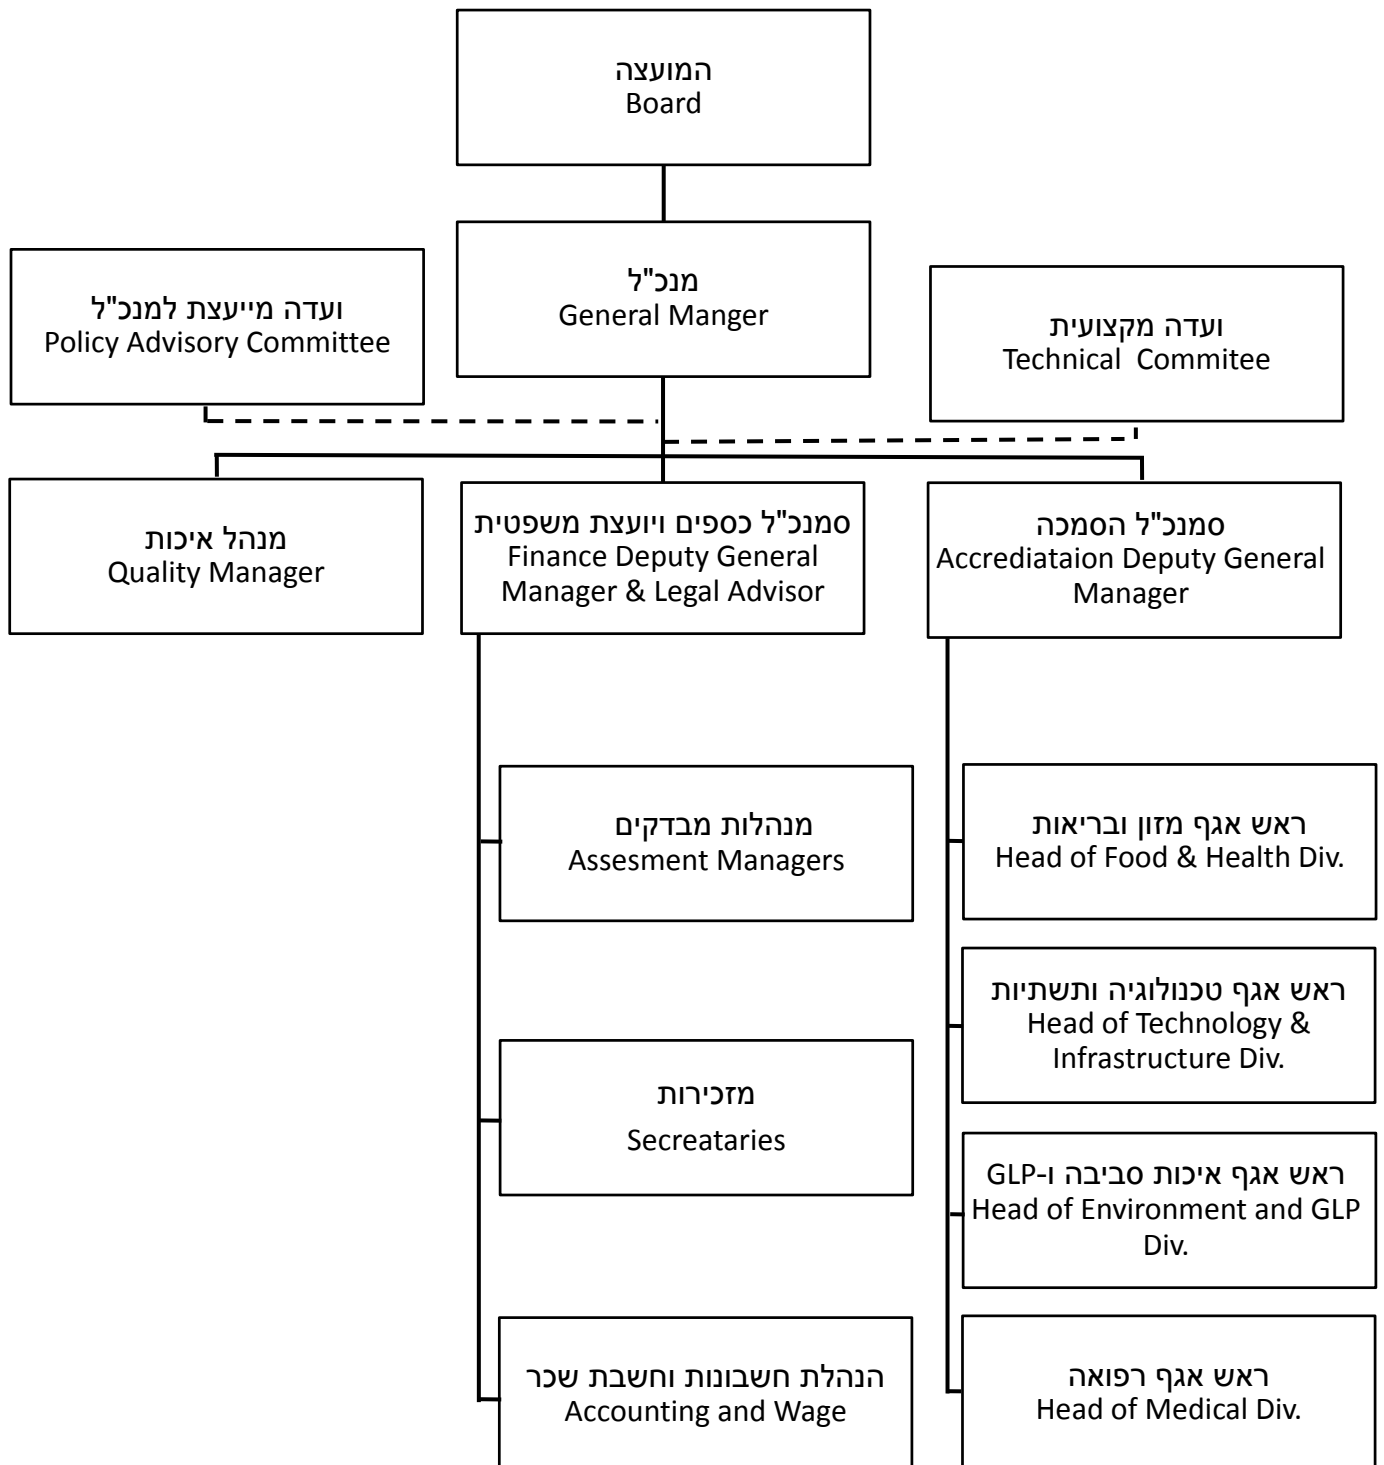 המועצה
Board
מנכ"ל
General Manger
ועדה מייעצת למנכ"ל
Policy Advisory Committee
ועדה מקצועית
Technical  Commitee
מנהל איכות
Quality Manager
סמנכ"ל כספים ויועצת משפטית
Finance Deputy General
Manager & Legal Advisor
סמנכ"ל הסמכה
Accrediataion Deputy General
Manager
מנהלות מבדקים
Assesment Managers
מזכירות
Secreataries
הנהלת חשבונות וחשבת שכר
Accounting and Wage
ראש אגף מזון ובריאות
Head of Food & Health Div.
ראש אגף טכנולוגיה ותשתיות
Head of Technology &
Infrastructure Div.
ראש אגף איכות סביבה ו-GLP
Head of Environment and GLP
Div.
ראש אגף רפואה
Head of Medical Div.